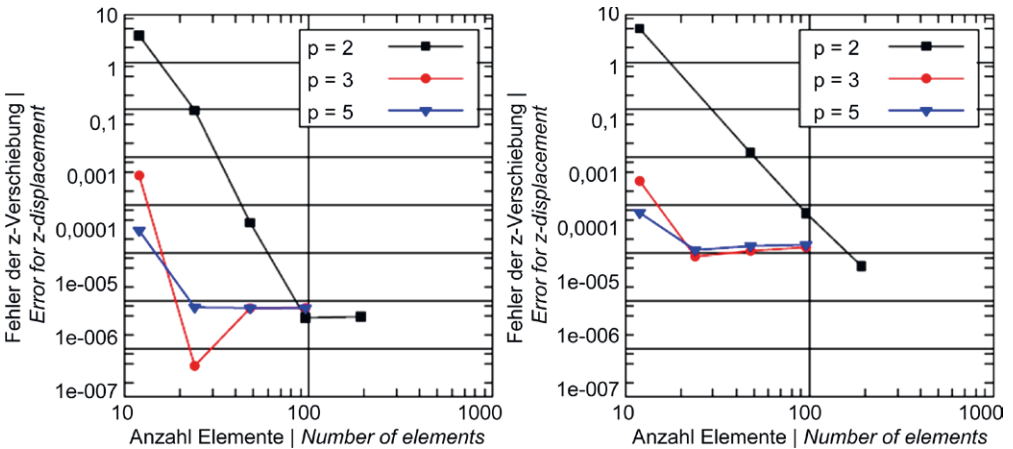 10
1
0,1
0,001
0,0001
1e-005
1e-006
1e-007
10
100
1000
Fehler der z-Verschiebung |
Error for z-displacement
Anzahl Elemente | Number of elements
p = 2
p = 3
p = 5
10
1
0,1
0,001
0,0001
1e-005
1e-006
1e-007
10
100
1000
Fehler der z-Verschiebung |
Error for z-displacement
Anzahl Elemente | Number of elements
p = 2
p = 3
p = 5